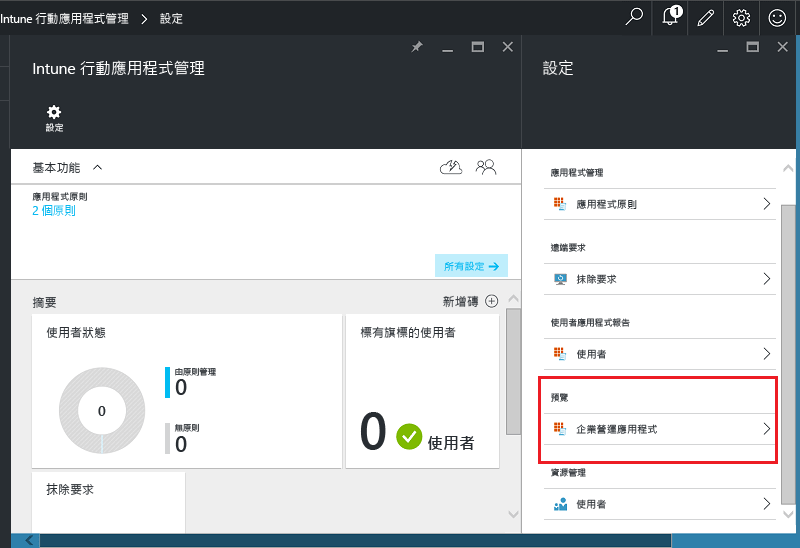 Intune 行動應用程式管理 > 設定
1
Intune 行動應用程式管理
設定
基本功能
應用程式原則
2 個原則
所有設定 →
摘要
新增磚
使用者狀態
0
由原則管理
0
無原則
0
標有旗標的使用者
0 使用者
抹除要求
設定
應用程式管理
應用程式原則
遠端要求
抹除要求
使用者應用程式報告
使用者
預覽
企業營運應用程式
資源管理
使用者